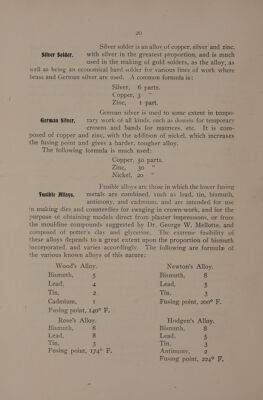 20
Silver Solder.
Silver solder is an alloy of copper, silver and zinc,
with silver in the greatest proportion, and is much
used in the making of gold solders, as the alloy, as
well as being an economical hard solder for various lines of work where
brass and German silver are used. A common formula is:
Silver, 6 parts.
Copper, 3 "
Zinc, 1 part.
German Silver.
German silver is used to some extent in tempo-
rary work of all kinds, such as dowels for temporary
crowns and bands for matrices, etc. It is com-
posed of copper and zinc, with the addition of nickel, which increases
the fusing point and gives a harder, tougher alloy.
The following formula is much used:
Copper, 50 parts.
Zinc, 30 "
Nickel, 20 "
Fusible Alloys.
Fusible alloys are those in which the lower fusing
metals are combined, such as lead, tin, bismuth,
antimony, and cadmium, and are intended for use
in making dies and counterdies for swaging in crown-work, and for the
purpose of obtaining models direct from plaster impressions, or from
the mouldine compounds suggested by Dr. George W. Mellotte, and
composed of potter's clay and glycerine. The extreme fusibility of
these alloys depends to a great extent upon the proportion of bismuth
incorporated, and varies accordingly. The following are formulæ of
the various known alloys of this nature:
Wood's Alloy.
Bismuth, 5
Lead, 4
Tin, 2
Cadmium, 1
Fusing point, 140° F.
Rose's Alloy.
Bismuth, 8
Lead, 8
Tin, 3
Fusing point, 174° F.
Newton's Alloy.
Bismuth, 8
Lead, 5
Tin, 3
Fusing point, 200° F.
Hodgen's Alloy.
Bismuth, 8
Lead, 5
Tin, 3
Antimony, 2
Fusing point, 224° F.